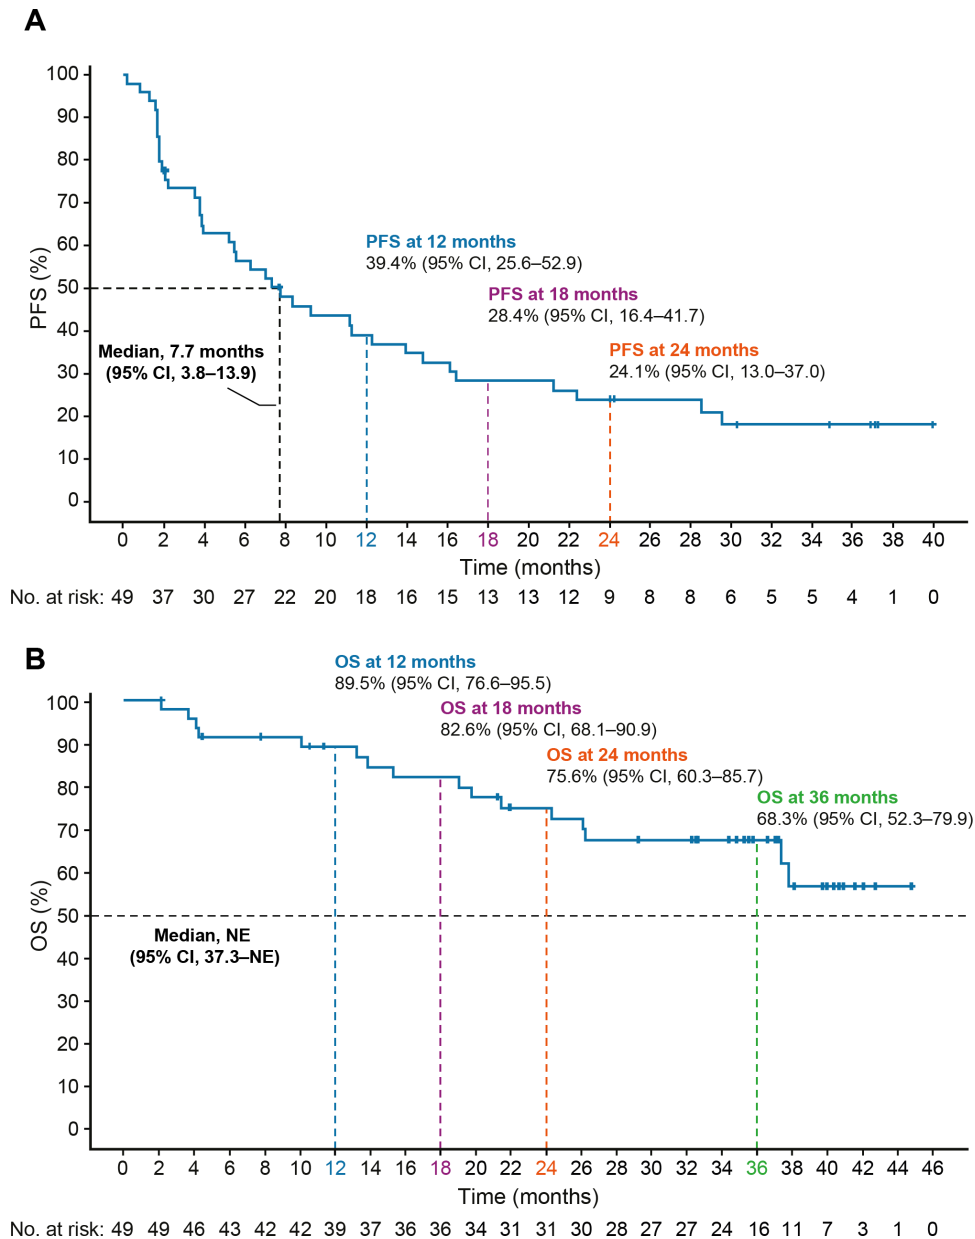 A
100
90
80
70
60
50
40
30
20
10
0
PFS (%)
PFS at 12 months
39.4% (95% CI, 25.6–52.9)
PFS at 18 months
28.4% (95% CI, 16.4–41.7)
PFS at 24 months
24.1% (95% CI, 13.0–37.0)
Median, 7.7 months
(95% CI, 3.8–13.9)
0 2 4 6 8 10 12 14 16 18 20 22 24 26 28 30 32 34 36 38 40
Time (months)
No. at risk: 49 37 30 27 22 20 18 16 15 13 13 12 9 8 8 6 5 5 4 1 0
B
OS at 12 months
89.5% (95% CI, 76.6–95.5)
OS at 18 months
82.6% (95% CI, 68.1–90.9)
OS at 24 months
75.6% (95% CI, 60.3–85.7)
OS at 36 months
68.3% (95% CI, 52.3–79.9)
100
90
80
70
60
50
40
30
20
10
0
OS (%)
Median, NE
(95% CI, 37.3–NE)
0 2 4 6 8 10 12 14 16 18 20 22 24 26 28 30 32 34 36 38 40 42 44 46
Time (months)
No. at risk: 49 49 46 43 42 42 39 37 36 36 34 31 31 30 28 27 27 24 16 11 7 3 1 0